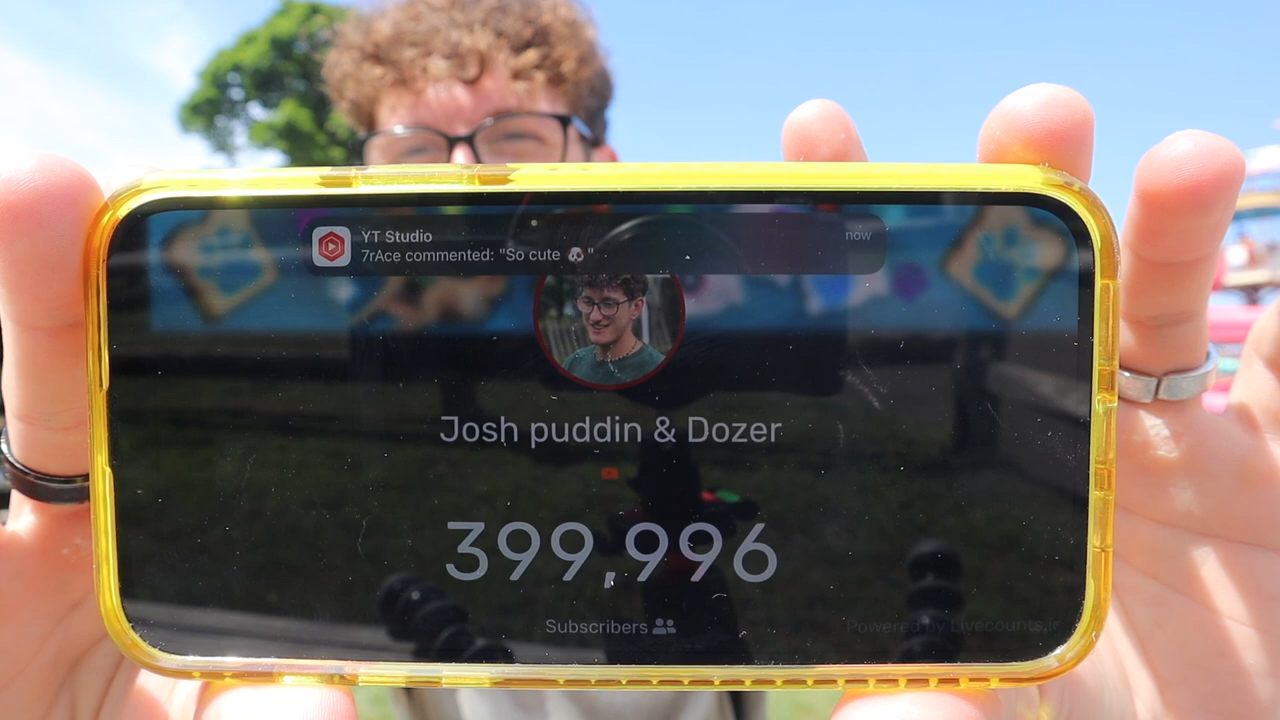 YT Studio
now
7rAce commented: "So cute 🐼"
Josh puddin & Dozer
399,996
Subscribers
Powered by Livecounts.io